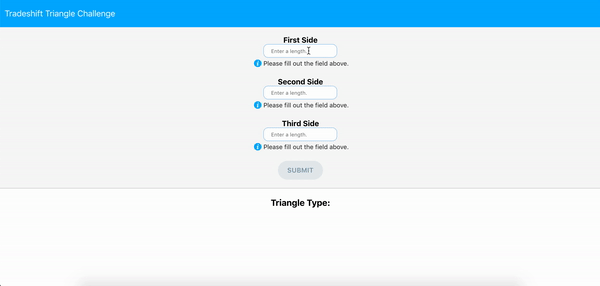 Tradeshift Triangle Challenge
First Side
Enter a length.
Please fill out the field above.
Second Side
Enter a length.
Please fill out the field above.
Third Side
Enter a length.
Please fill out the field above.
SUBMIT
Triangle Type: